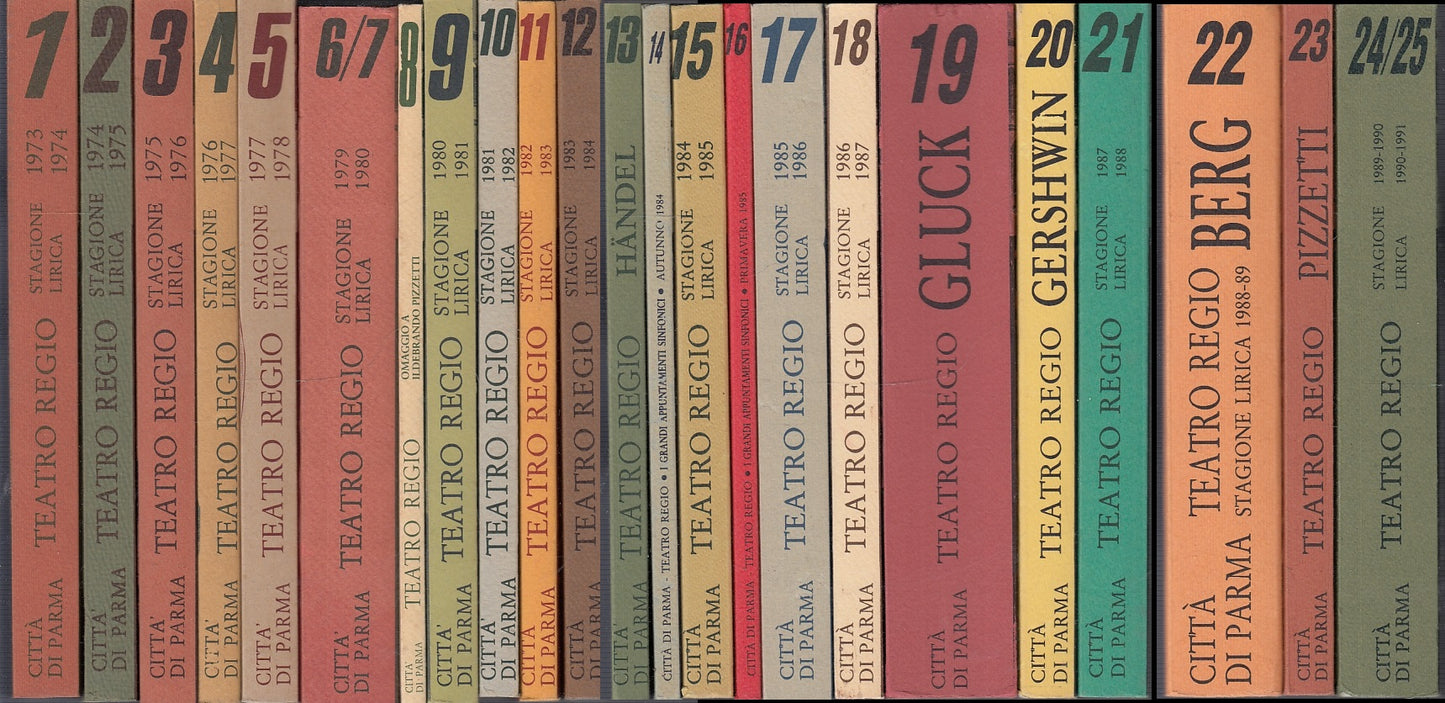 1
CITTA'
DI PARMA
TEATRO REGIO
STAGIONE
LIRICA
1973
1974
2
CITTA'
DI PARMA
TEATRO REGIO
STAGIONE
LIRICA
1974
1975
3
CITTA'
DI PARMA
TEATRO REGIO
STAGIONE
LIRICA
1975
1976
4
CITTA'
DI PARMA
TEATRO REGIO
STAGIONE
LIRICA
1976
1977
5
CITTA'
DI PARMA
TEATRO REGIO
STAGIONE
LIRICA
1977
1978
6/7
CITTA'
DI PARMA
TEATRO REGIO
STAGIONE
LIRICA
1979
1980
8
CITTA'
DI PARMA
TEATRO REGIO
OMAGGIO A
ILDEBRANDO PIZZETTI
9
CITTA'
DI PARMA
TEATRO REGIO
STAGIONE
LIRICA
1980
1981
10
CITTA'
DI PARMA
TEATRO REGIO
STAGIONE
LIRICA
1981
1982
11
CITTA'
DI PARMA
TEATRO REGIO
STAGIONE
LIRICA
1982
1983
12
CITTA'
DI PARMA
TEATRO REGIO
STAGIONE
LIRICA
1983
1984
13
CITTA'
DI PARMA
TEATRO REGIO
HÄNDEL
14
CITTÀ DI PARMA - TEATRO REGIO • I GRANDI APPUNTAMENTI SINFONICI • AUTUNNO 1984
15
CITTA'
DI PARMA
TEATRO REGIO
STAGIONE
LIRICA
1984
1985
16
CITTÀ DI PARMA - TEATRO REGIO • I GRANDI APPUNTAMENTI SINFONICI • PRIMAVERA 1985
17
CITTA'
DI PARMA
TEATRO REGIO
STAGIONE
LIRICA
1985
1986
18
CITTÀ
DI PARMA
TEATRO REGIO
STAGIONE
LIRICA
1986
1987
19
CITTÀ
DI PARMA
TEATRO REGIO
GLUCK
20
CITTÀ
DI PARMA
TEATRO REGIO
GERSHWIN
21
CITTÀ
DI PARMA
TEATRO REGIO
STAGIONE
LIRICA
1987
1988
22
CITTÀ
DI PARMA
TEATRO REGIO
STAGIONE LIRICA 1988-89
BERG
23
CITTÀ
DI PARMA
TEATRO REGIO
PIZZETTI
24/25
CITTÀ
DI PARMA
TEATRO REGIO
STAGIONE
LIRICA
1989-1990
1990-1991